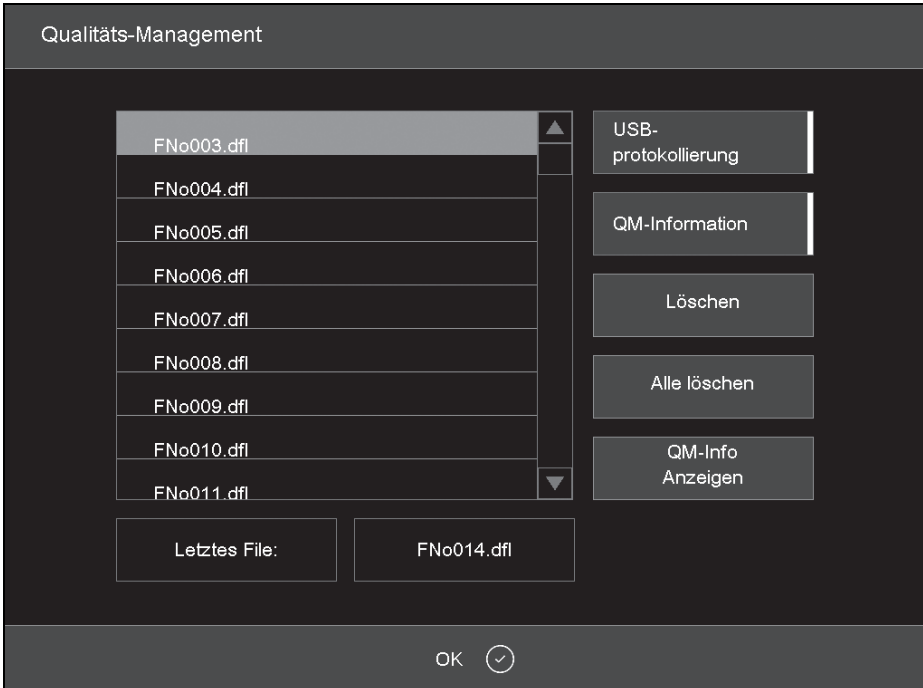 Qualitäts-Management
FNo003.dfl
FNo004.dfl
FNo005.dfl
FNo006.dfl
FNo007.dfl
FNo008.dfl
FNo009.dfl
FNo010.dfl
FNo011.dfl
USB-
protokollierung
QM-Information
Löschen
Alle löschen
QM-Info
Anzeigen
Letztes File:
FNo014.dfl
OK